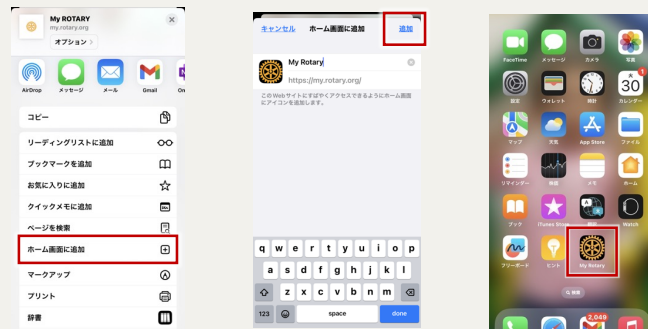 My ROTARY
my.rotary.org
オプション >
AirDrop
メッセージ
メール
Gmail
On
コピー
リーディングリストに追加
ブックマークを追加
お気に入りに追加
クイックメモに追加
ページを検索
ホーム画面に追加
マークアップ
プリント
辞書
キャンセル ホーム画面に追加 追加
My Rotary
https://my.rotary.org/
このWebサイトにすばやくアクセスできるようにホーム画面
にアイコンを追加します。
q w e r t y u i o p
a s d f g h j k l
z x c v b n m
123 space done
FaceTime メッセージ カメラ 写真
30
設定 ウォレット 時計 カレンダー
マップ 天気 App Store ファイル
リマインダー メモ ホーム
ブック iTunes Store Watch
フリーボード ヒント My Rotary
検索
2,049